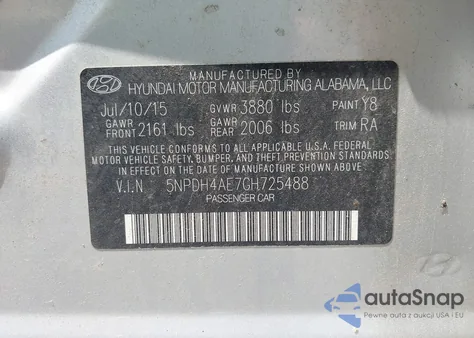 MANUFACTURED BY
HYUNDAI MOTOR MANUFACTURING ALABAMA, LLC
Jul/10/15 GVWR 3880 lbs PAINT Y8
GAWR FRONT 2161 lbs GAWR REAR 2006 lbs TRIM RA
THIS VEHICLE CONFORMS TO ALL APPLICABLE U.S.A. FEDERAL
MOTOR VEHICLE SAFETY, BUMPER, AND THEFT PREVENTION
STANDARDS IN EFFECT ON THE DATE OF MANUFACTURE
SHOWN ABOVE.
V.I.N 5NPDH4AE7GH725488
PASSENGER CAR
autoSnap
Pewne auta z aukcji USA i EU